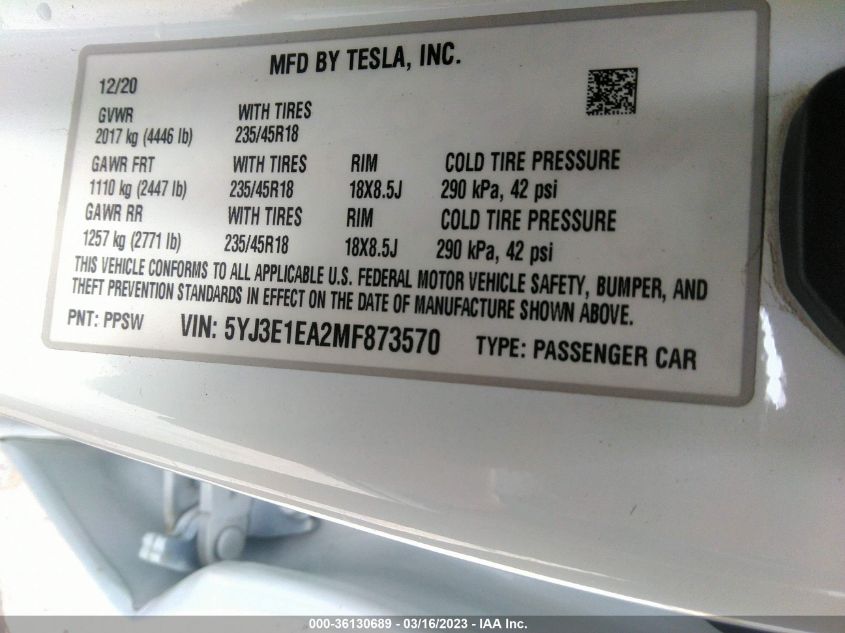 MFD BY TESLA, INC.
12/20
GVWR WITH TIRES
2017 kg (4446 lb) 235/45R18
GAWR FRT WITH TIRES RIM COLD TIRE PRESSURE
1110 kg (2447 lb) 235/45R18 18X8.5J 290 kPa, 42 psi
GAWR RR WITH TIRES RIM COLD TIRE PRESSURE
1257 kg (2771 lb) 235/45R18 18X8.5J 290 kPa, 42 psi
THIS VEHICLE CONFORMS TO ALL APPLICABLE U.S. FEDERAL MOTOR VEHICLE SAFETY, BUMPER, AND
THEFT PREVENTION STANDARDS IN EFFECT ON THE DATE OF MANUFACTURE SHOWN ABOVE.
PNT: PPSW VIN: 5YJ3E1EA2MF873570 TYPE: PASSENGER CAR
000-36130689 - 03/16/2023 - IAA Inc.